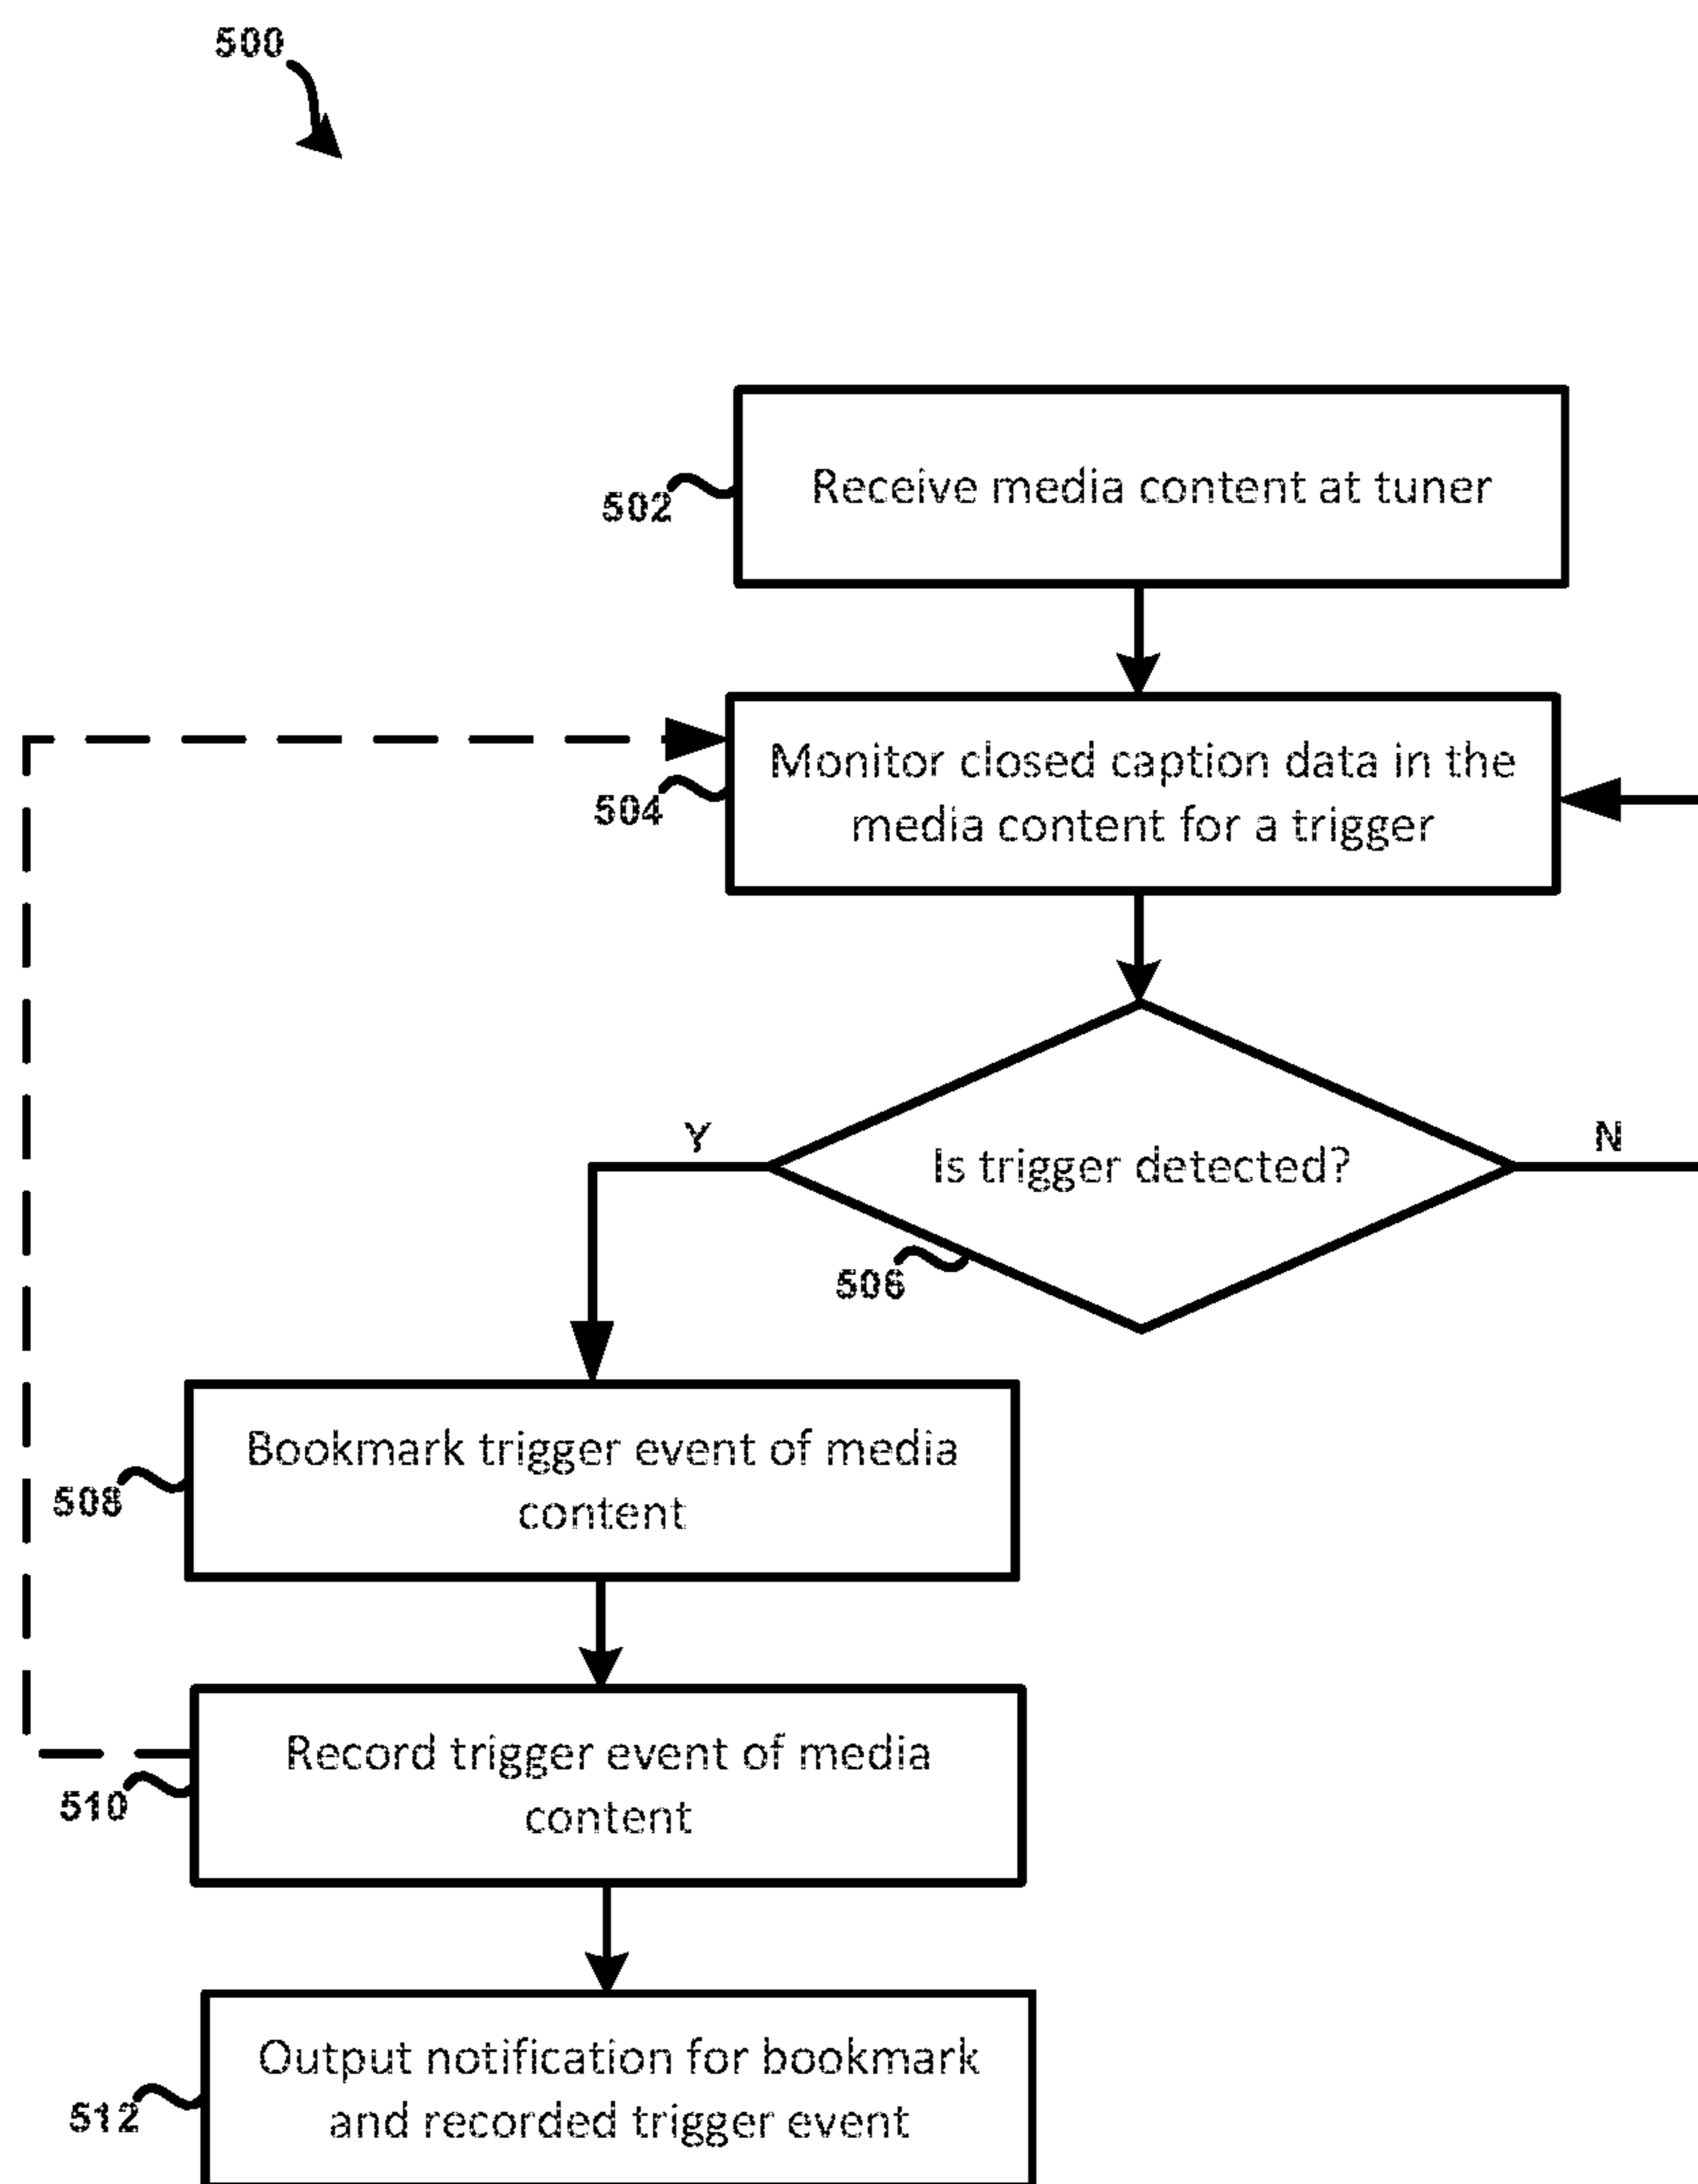 500
502
Receive media content at tuner
504
Monitor closed caption data in the
media content for a trigger
Y
Is trigger detected?
N
506
508
Bookmark trigger event of media
content
510
Record trigger event of media
content
512
Output notification for bookmark
and recorded trigger event